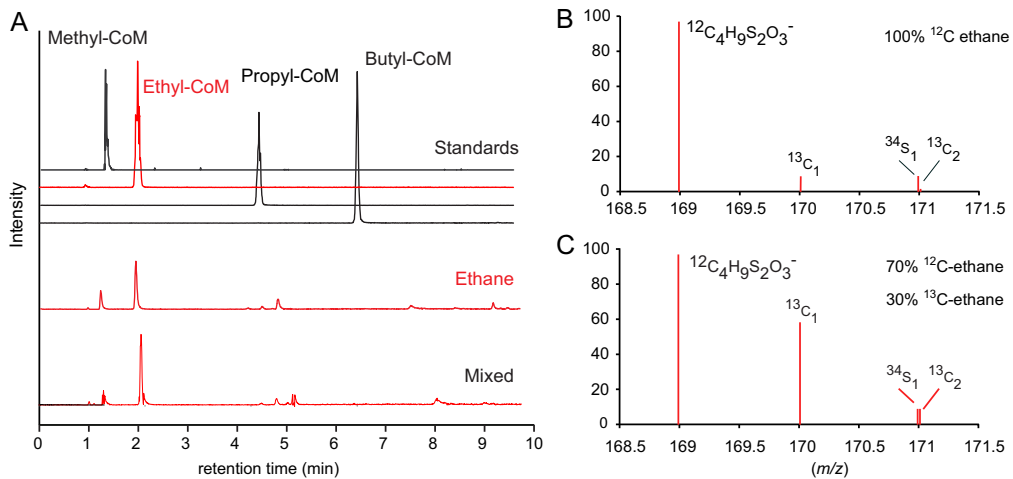 A
Methyl-CoM
Ethyl-CoM
Propyl-CoM
Butyl-CoM
Standards
Ethane
Mixed
Intensity
0 1 2 3 4 5 6 7 8 9 10
retention time (min)
B
100
80
60
40
20
0
¹²C₄H₉S₂O₃⁻
100% ¹²C ethane
¹³C₁
³⁴S₁ ¹³C₂
168.5 169 169.5 170 170.5 171 171.5
C
100
80
60
40
20
0
¹²C₄H₉S₂O₃⁻
70% ¹²C-ethane
30% ¹³C-ethane
¹³C₁
³⁴S₁ ¹³C₂
168.5 169 169.5 170 170.5 171 171.5
(m/z)